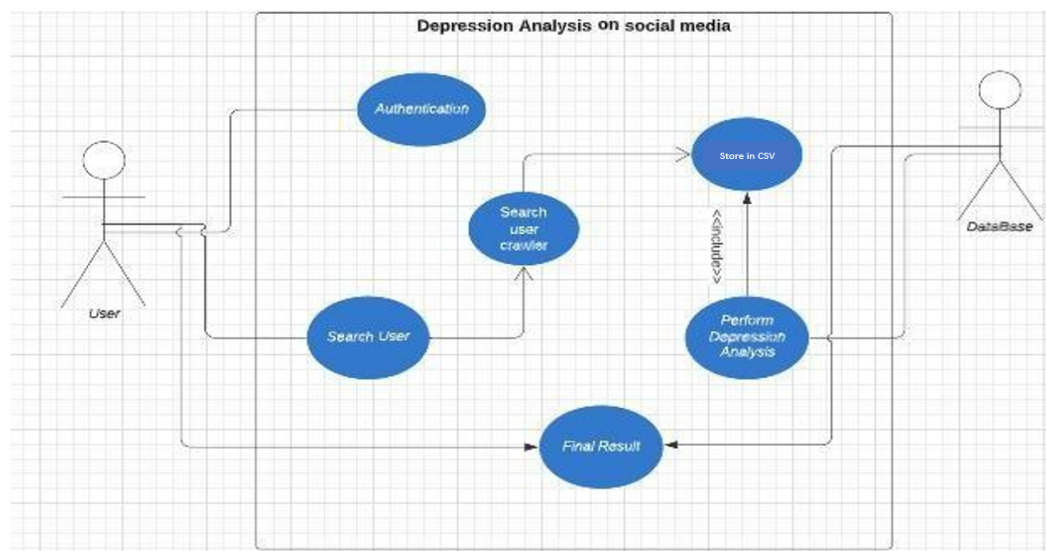 Depression Analysis on social media
Authentication
Store in CSV
Search
user
crawler
<<include>>
DataBase
User
Search User
Perform
Depression
Analysis
Final Result